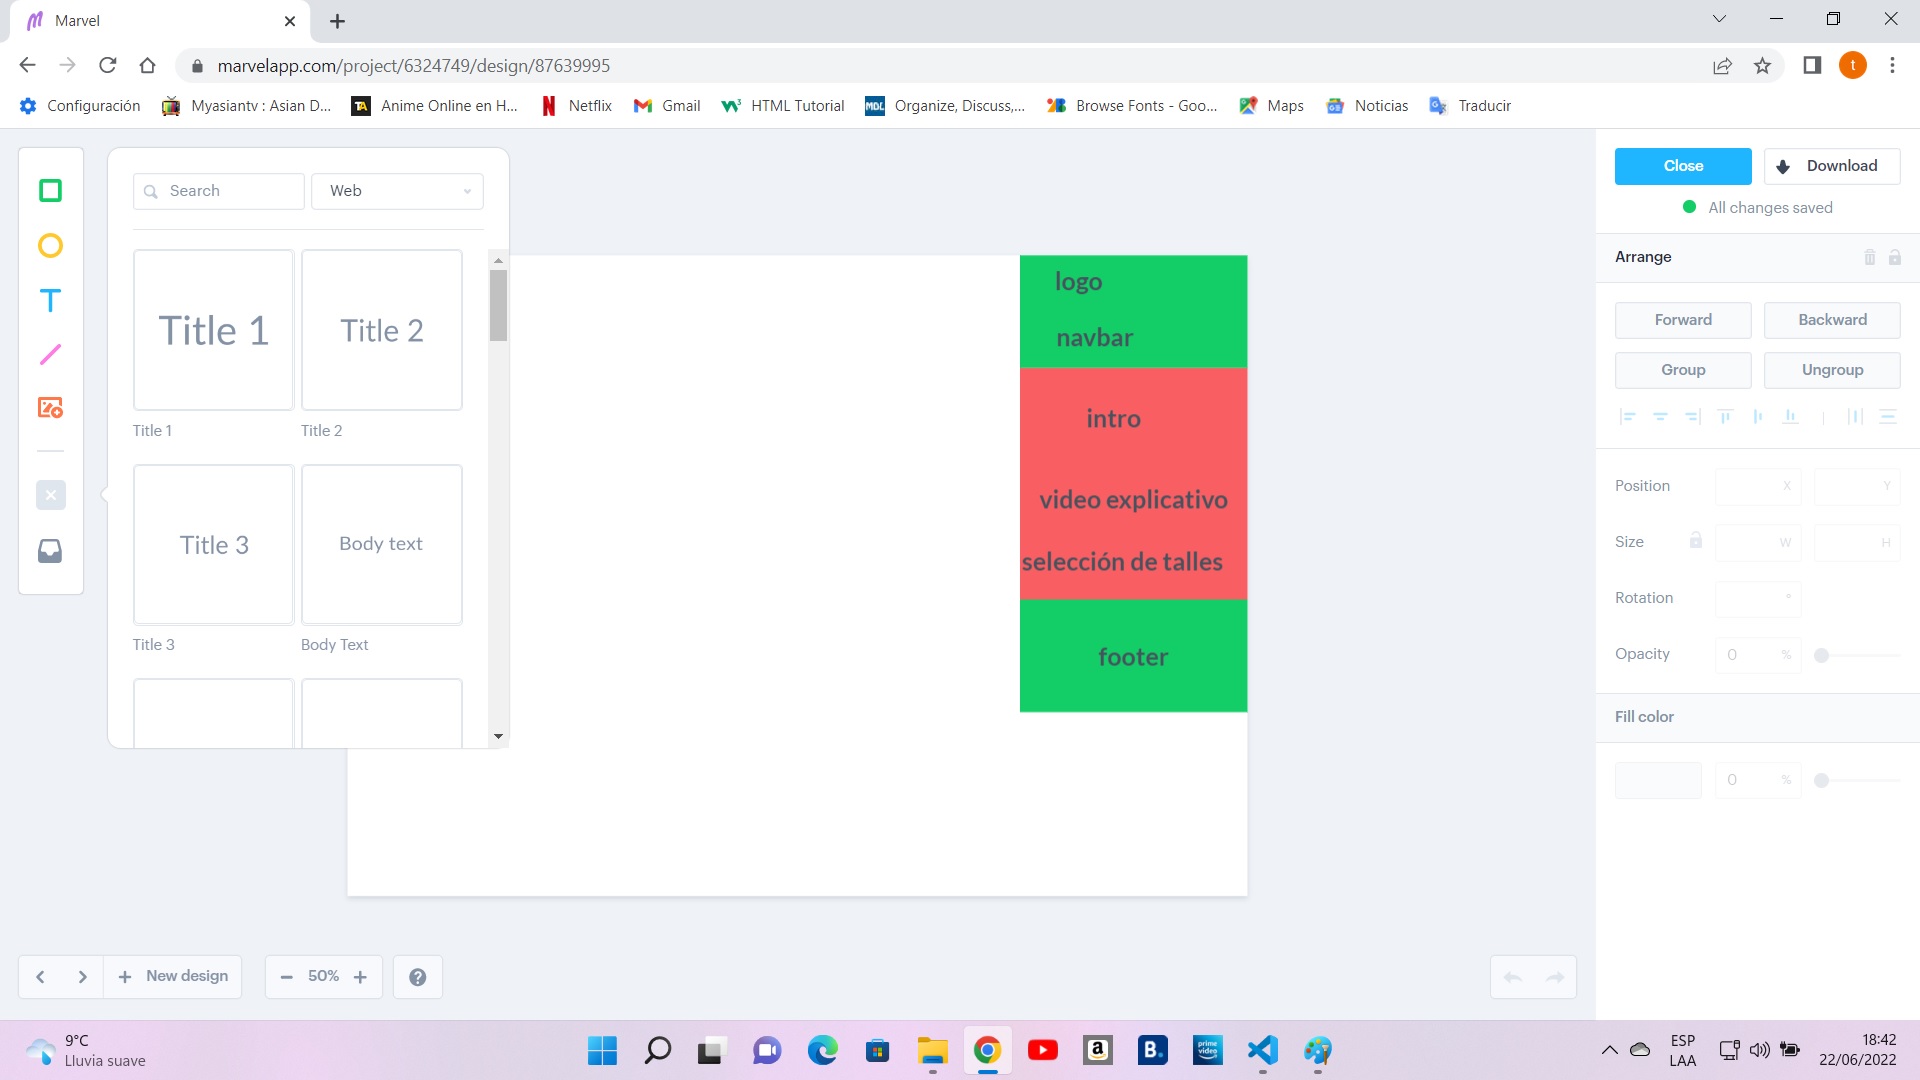 Marvel
marvelapp.com/project/6324749/design/87639995
t
Configuración
Myasiantv : Asian D...
TA
Anime Online en H...
Netflix
Gmail
HTML Tutorial
MDL
Organize, Discuss,...
Browse Fonts - Goo...
Maps
Noticias
Traducir
Search
Web
Title 1
Title 2
Title 1
Title 2
Title 3
Body text
Title 3
Body Text
logo
navbar
intro
video explicativo
selección de talles
footer
Close
Download
All changes saved
Arrange
Forward
Backward
Group
Ungroup
Position
X
Y
Size
W
H
Rotation
°
Opacity
0
%
Fill color
0
%
New design
50%
?
9°C
Lluvia suave
a
B.
prime video
ESP
LAA
18:42
22/06/2022